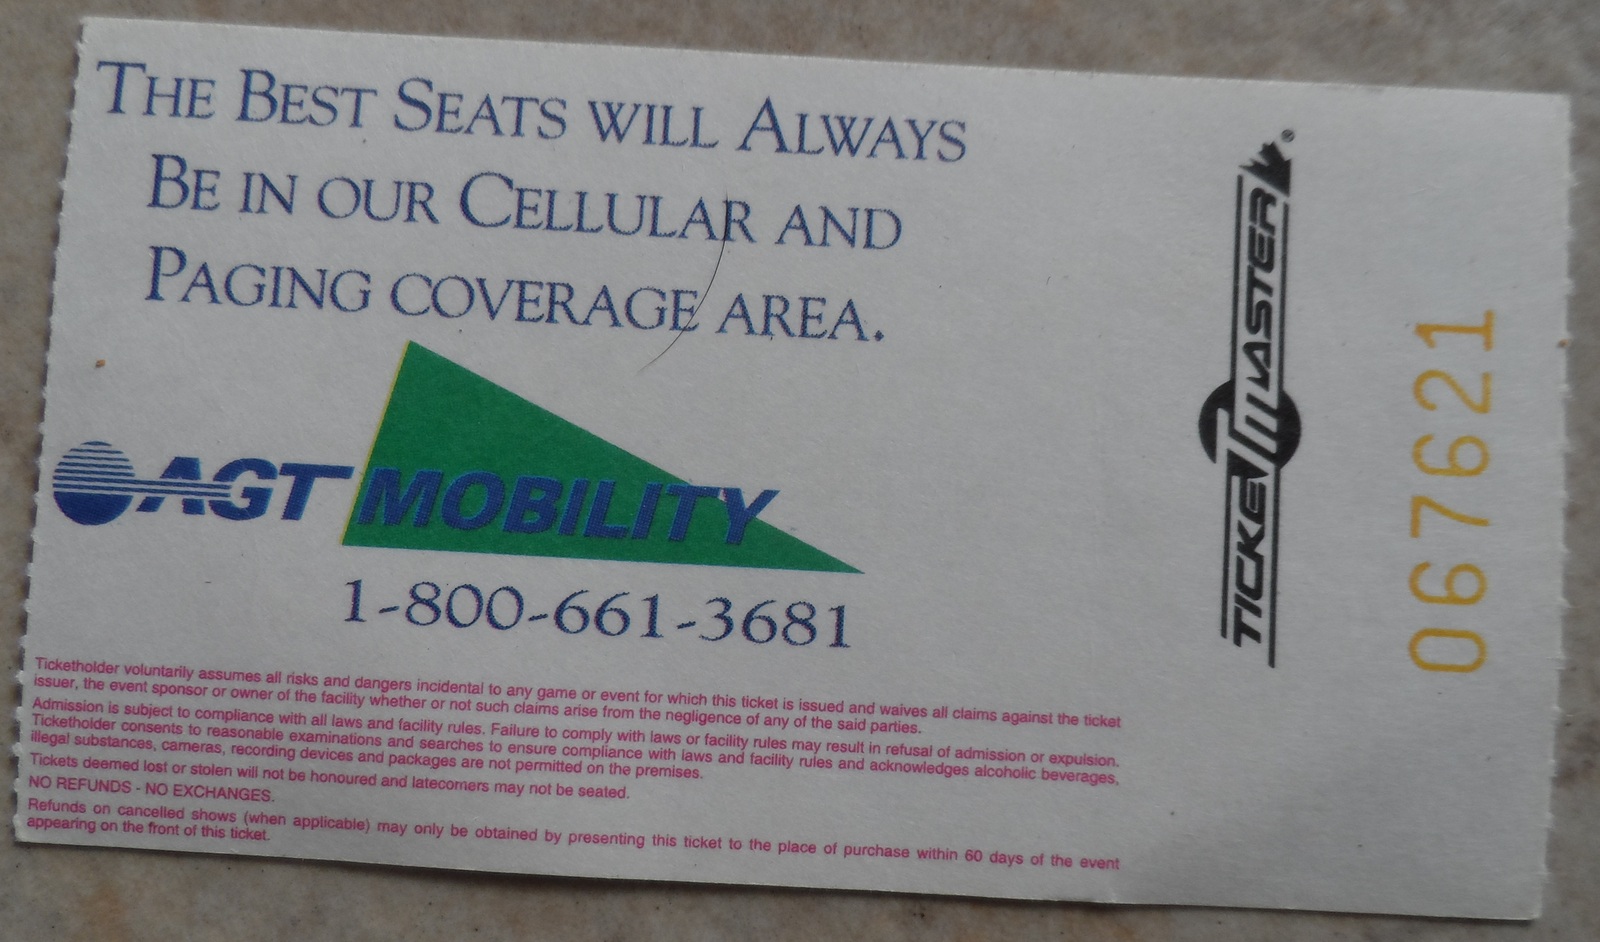 THE BEST SEATS WILL ALWAYS
BE IN OUR CELLULAR AND
PAGING COVERAGE AREA.
AGT MOBILITY
1-800-661-3681
Ticketholder voluntarily assumes all risks and dangers incidental to any game or event for which this ticket is issued and waives all claims against the ticket
issuer, the event sponsor or owner of the facility whether or not such claims arise from the negligence of any of the said parties.
Admission is subject to compliance with all laws and facility rules. Failure to comply with laws or facility rules may result in refusal of admission or expulsion.
Ticketholder consents to reasonable examinations and searches to ensure compliance with laws and facility rules and acknowledges alcoholic beverages,
illegal substances, cameras, recording devices and packages are not permitted on the premises.
Tickets deemed lost or stolen will not be honoured and latecomers may not be seated.
NO REFUNDS - NO EXCHANGES.
Refunds on cancelled shows (when applicable) may only be obtained by presenting this ticket to the place of purchase within 60 days of the event
appearing on the front of this ticket.
TICKETMASTER®
067621